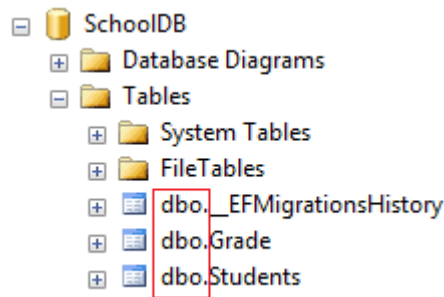 SchoolDB
Database Diagrams
Tables
System Tables
FileTables
dbo.__EFMigrationsHistory
dbo.Grade
dbo.Students